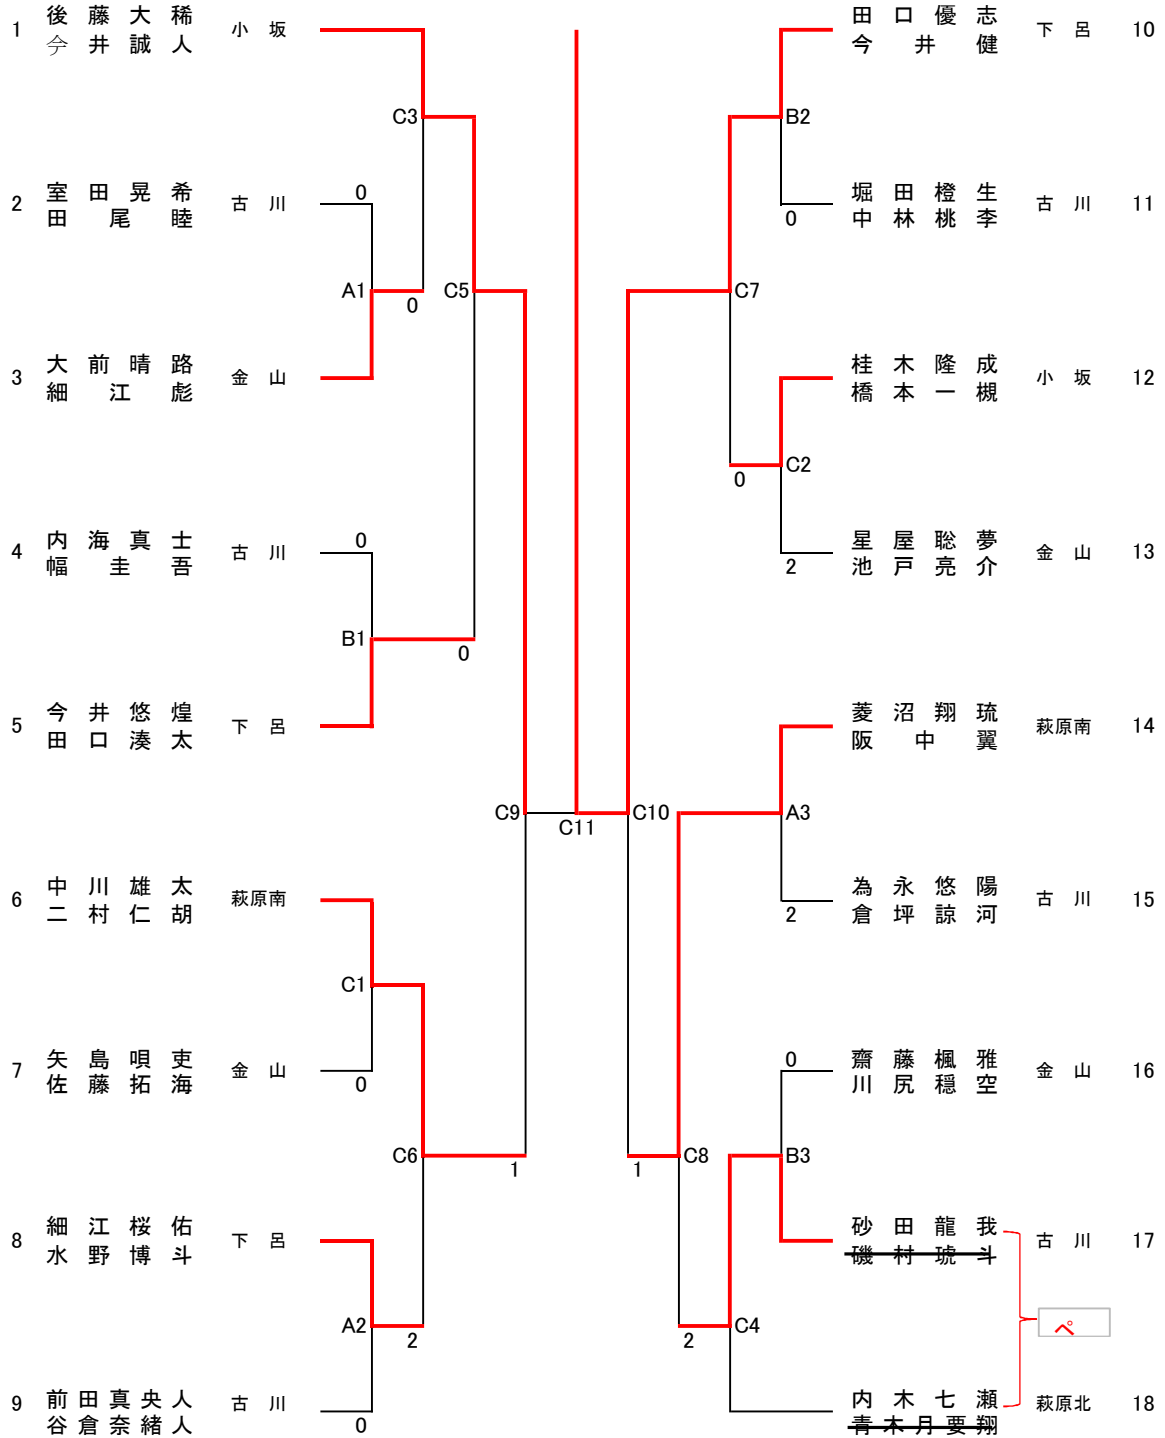 1 後藤大稀 小坂
今井誠人
C3
2 室田晃希 古川 0
田尾睦
A1 0 C5
3 大前晴路 金山
細江彪
4 内海真士 古川 0
幅圭吾
B1 0
5 今井悠煌 下呂
田口湊太
C9 C11 C10
6 中川雄太 萩原南
二村仁胡
C1
7 矢島唄吏 金山 0
佐藤拓海
C6 1
8 細江桜佑 下呂
水野博斗
A2 2
9 前田真央人 古川 0
谷倉奈緒人
田口優志 下呂 10
今井健
B2
堀田橙生 古川 11
0 中林桃李
C7
桂木隆成 小坂 12
橋本一槻
0 C2
星屋聡夢 金山 13
2 池戸亮介
菱沼翔琉 萩原南 14
阪中翼
A3
為永悠陽 古川 15
2 倉坪諒河
0 齋藤楓雅 金山 16
川尻穏空
1 C8 B3
砂田龍我 古川 17
磯村琥斗
2 C4 ペ
内木七瀬 萩原北 18
青木月要翔